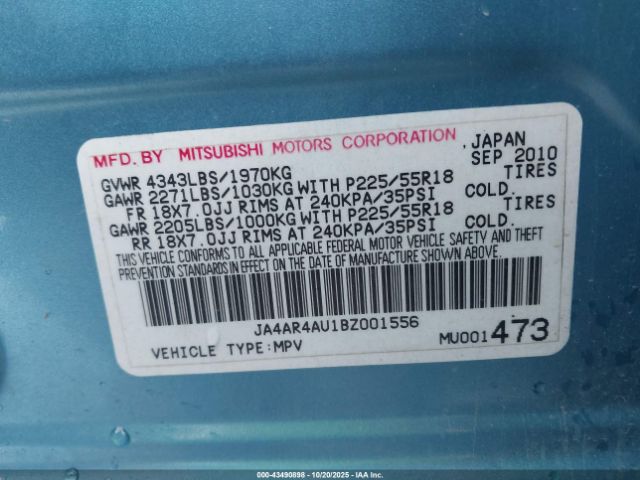 MFD. BY MITSUBISHI MOTORS CORPORATION ,JAPAN
SEP 2010
GVWR 4343LBS/1970KG
GAWR 2271LBS/1030KG WITH P225/55R18 TIRES
FR 18X7.0JJ RIMS AT 240KPA/35PSI COLD.
GAWR 2205LBS/1000KG WITH P225/55R18 TIRES
RR 18X7.0JJ RIMS AT 240KPA/35PSI COLD.
THIS VEHICLE CONFORMS TO ALL APPLICABLE FEDERAL MOTOR VEHICLE SAFETY AND THEFT
PREVENTION STANDARDS IN EFFECT ON THE DATE OF MANUFACTURE SHOWN ABOVE.
JA4AR4AU1BZ001556
VEHICLE TYPE:MPV MU001473
000-43490898 - 10/20/2025 - IAAI.com